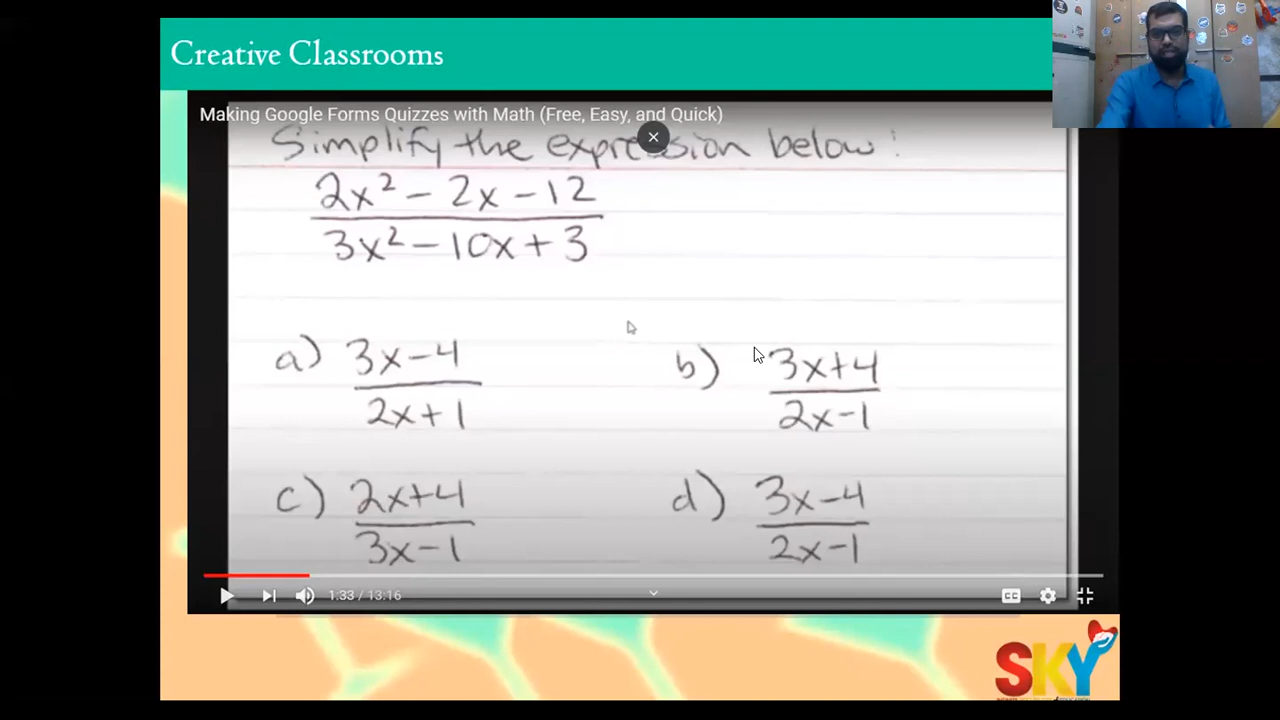 Creative Classrooms
Making Google Forms Quizzes with Math (Free, Easy, and Quick)
Simplify the expression below:
2x² - 2x - 12
3x² - 10x + 3
a) 3x-4
2x+1
b) 3x+4
2x-1
c) 2x+4
3x-1
d) 3x-4
2x-1
1:33 / 13:16
CC
SKY